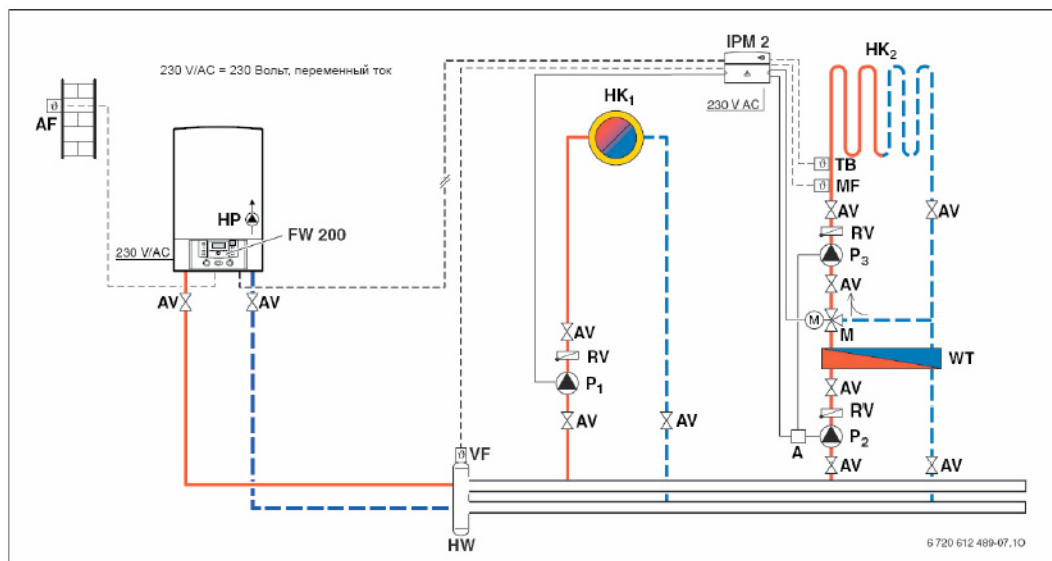 230 V/AC = 230 Вольт, переменный ток
IPM 2
HK₂
AF
HK₁
230 V AC
TB
MF
HP
FW 200
AV
AV
RV
230 V/AC
P₃
AV
AV
AV
M
M
AV
RV
WT
P₁
AV
RV
AV
AV
A
P₂
VF
AV
AV
HW
6 720 612 489-07.1O